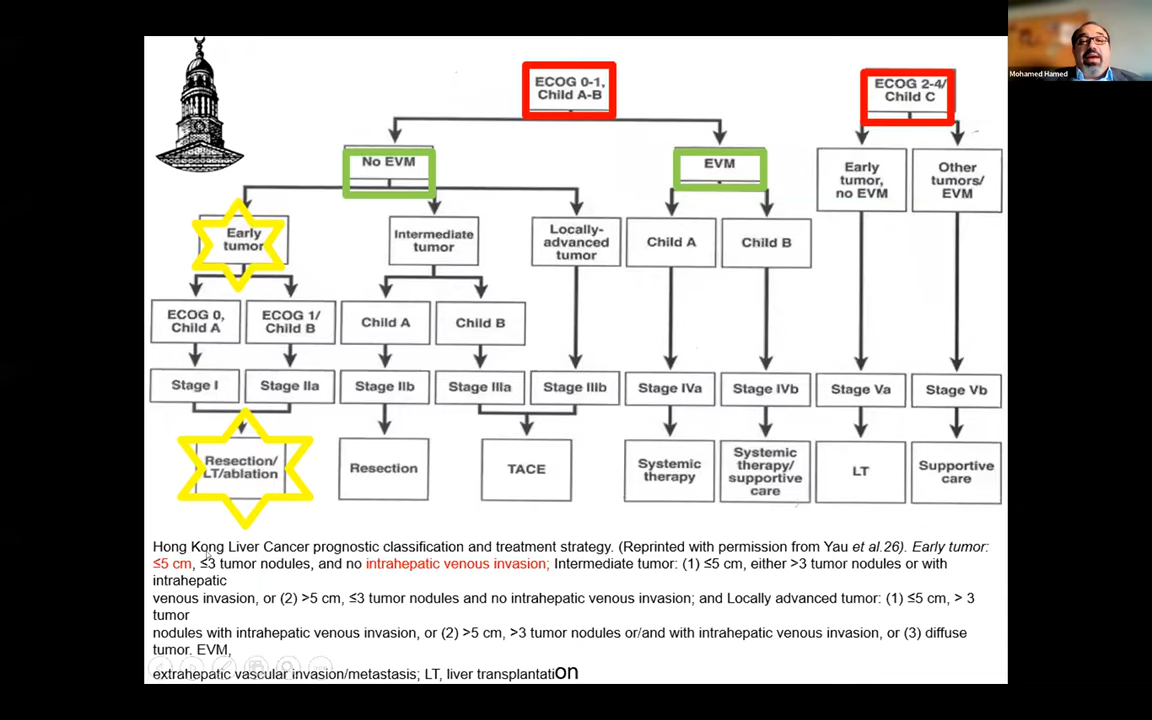 Mohamed Hamed
ECOG 0-1,
Child A-B
ECOG 2-4/
Child C
No EVM
EVM
Early
tumor,
no EVM
Other
tumors/
EVM
Early
tumor
Intermediate
tumor
Locally-
advanced
tumor
Child A
Child B
ECOG 0,
Child A
ECOG 1/
Child B
Child A
Child B
Stage I
Stage IIa
Stage IIb
Stage IIIa
Stage IIIb
Stage IVa
Stage IVb
Stage Va
Stage Vb
Resection/
LT/ablation
Resection
TACE
Systemic
therapy
Systemic
therapy/
supportive
care
LT
Supportive
care
Hong Kong Liver Cancer prognostic classification and treatment strategy. (Reprinted with permission from Yau et al.26). Early tumor:
≤5 cm, ≤3 tumor nodules, and no intrahepatic venous invasion; Intermediate tumor: (1) ≤5 cm, either >3 tumor nodules or with
intrahepatic
venous invasion, or (2) >5 cm, ≤3 tumor nodules and no intrahepatic venous invasion; and Locally advanced tumor: (1) ≤5 cm, > 3
tumor
nodules with intrahepatic venous invasion, or (2) >5 cm, >3 tumor nodules or/and with intrahepatic venous invasion, or (3) diffuse
tumor. EVM,
extrahepatic vascular invasion/metastasis; LT, liver transplantation